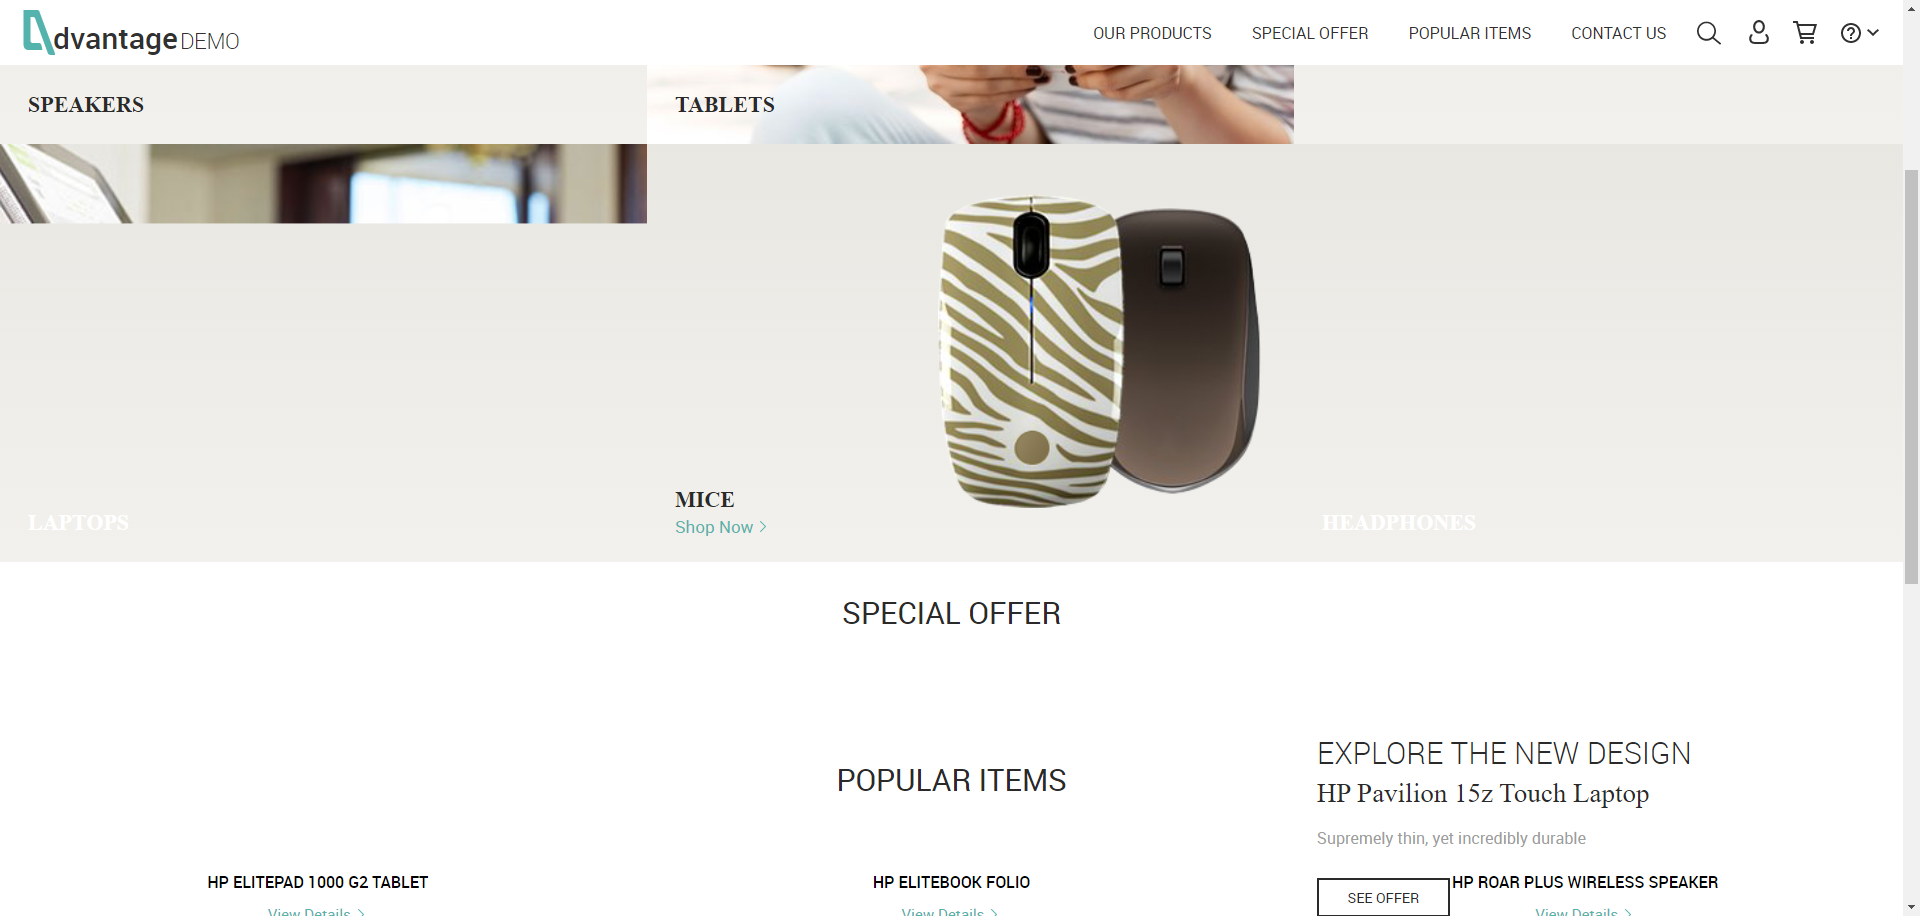 dvantage DEMO
OUR PRODUCTS
SPECIAL OFFER
POPULAR ITEMS
CONTACT US
SPEAKERS
TABLETS
LAPTOPS
MICE
Shop Now
HEADPHONES
SPECIAL OFFER
POPULAR ITEMS
EXPLORE THE NEW DESIGN
HP Pavilion 15z Touch Laptop
Supremely thin, yet incredibly durable
SEE OFFER
HP ELITEPAD 1000 G2 TABLET
View Details
HP ELITEBOOK FOLIO
View Details
HP ROAR PLUS WIRELESS SPEAKER
View Details